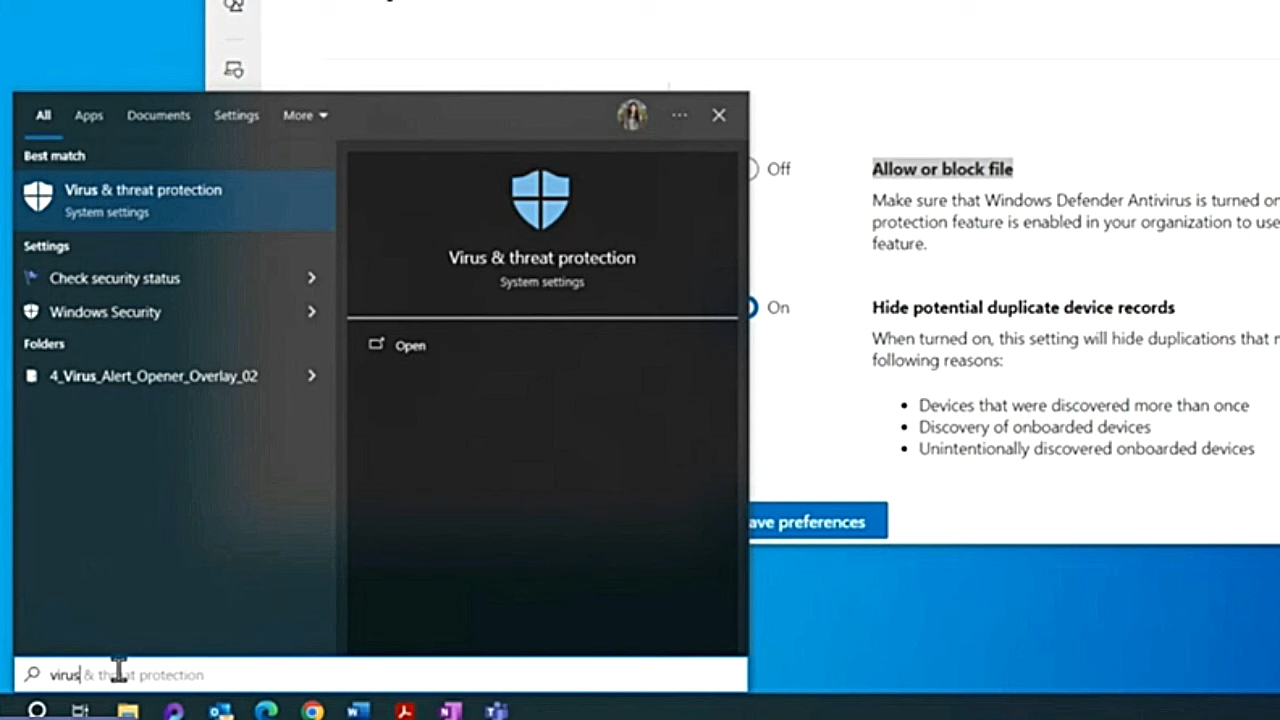 All Apps Documents Settings More
Best match
Virus & threat protection
System settings
Settings
Check security status
Windows Security
Folders
4_Virus_Alert_Opener_Overlay_02
Virus & threat protection
System settings
Open
virus & threat protection
Off
Allow or block file
Make sure that Windows Defender Antivirus is turned on
protection feature is enabled in your organization to use
feature.
On
Hide potential duplicate device records
When turned on, this setting will hide duplications that
following reasons:
• Devices that were discovered more than once
• Discovery of onboarded devices
• Unintentionally discovered onboarded devices
ave preferences